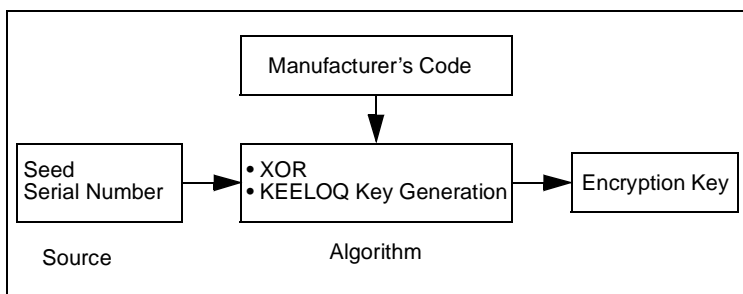 Manufacturer's Code
Seed
Serial Number
• XOR
• KEELOQ Key Generation
Encryption Key
Source
Algorithm